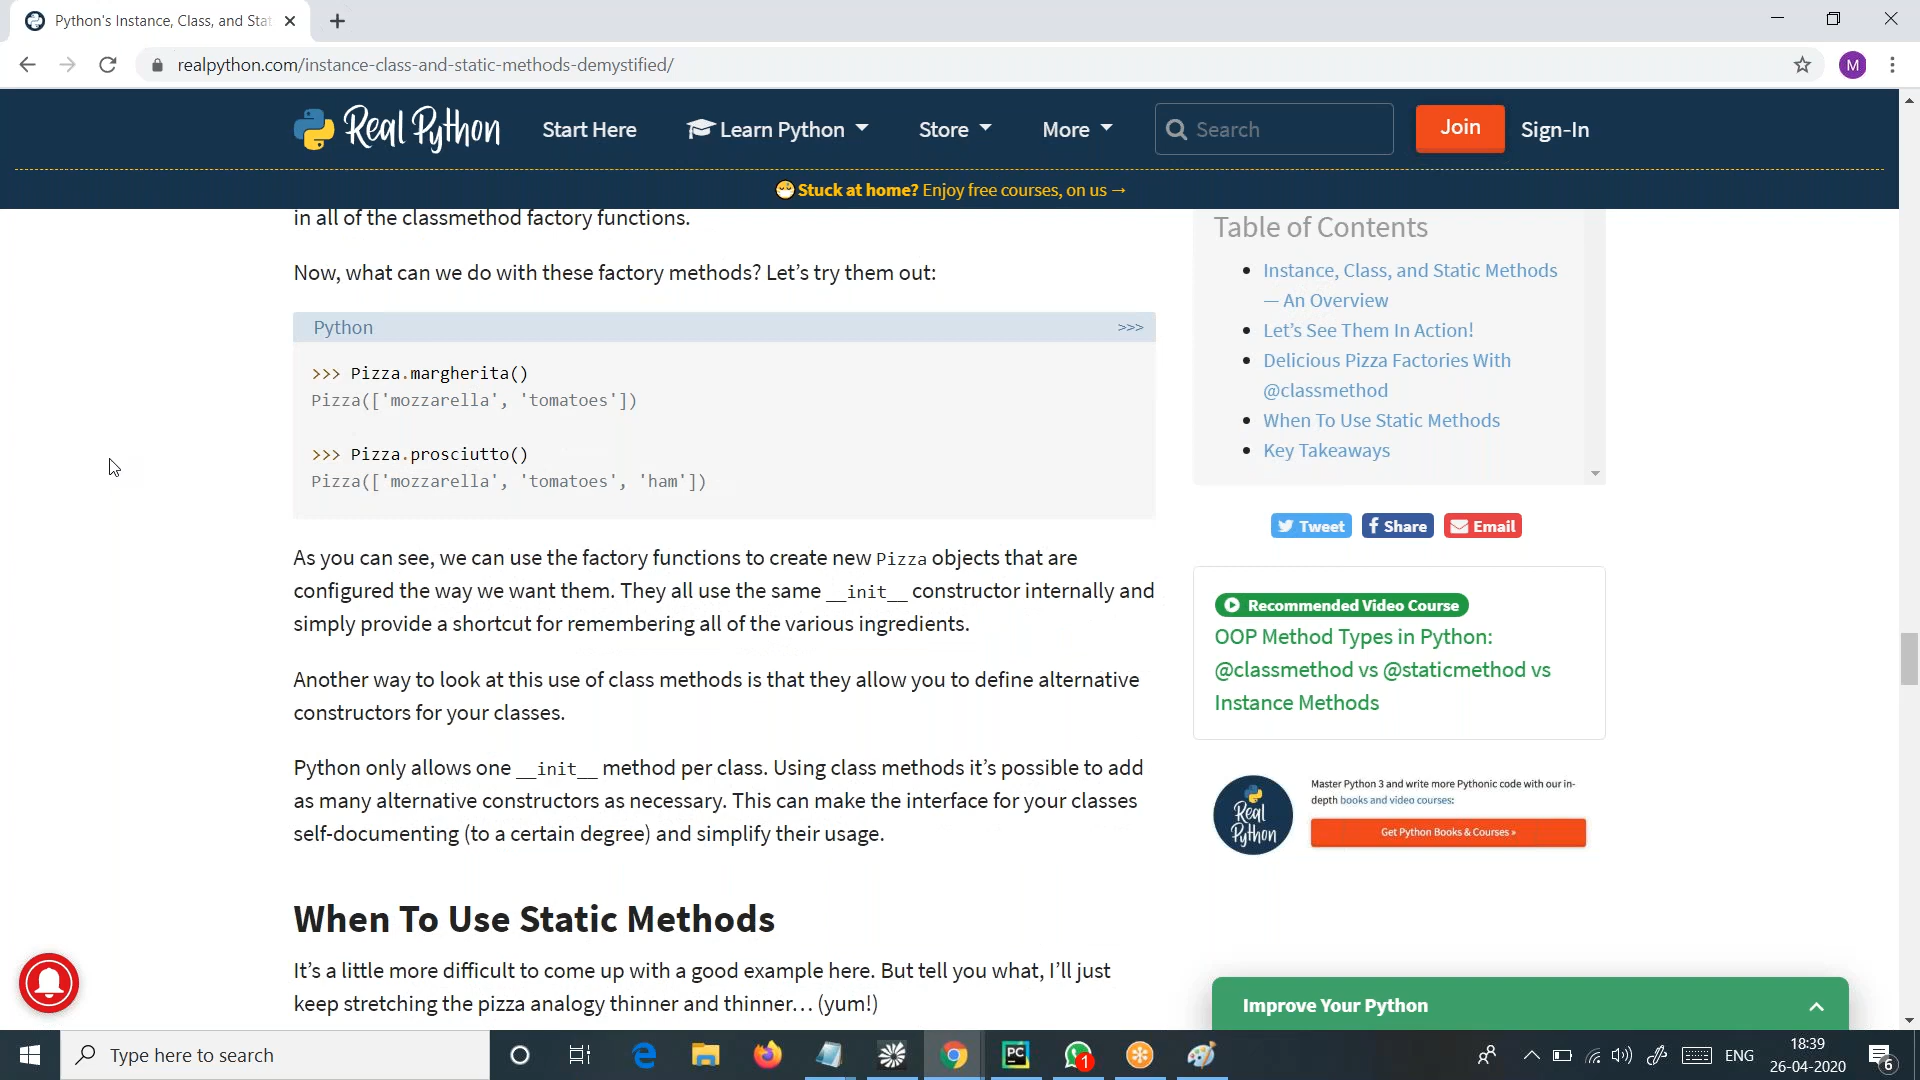 Python's Instance, Class, and Stat
realpython.com/instance-class-and-static-methods-demystified/
M
Real Python
Start Here
Learn Python
Store
More
Search
Join
Sign-In
Stuck at home? Enjoy free courses, on us →
in all of the classmethod factory functions.
Now, what can we do with these factory methods? Let’s try them out:
Python
>>>
>>> Pizza.margherita()
Pizza(['mozzarella', 'tomatoes'])
>>> Pizza.prosciutto()
Pizza(['mozzarella', 'tomatoes', 'ham'])
As you can see, we can use the factory functions to create new Pizza objects that are
configured the way we want them. They all use the same __init__ constructor internally and
simply provide a shortcut for remembering all of the various ingredients.
Another way to look at this use of class methods is that they allow you to define alternative
constructors for your classes.
Python only allows one __init__ method per class. Using class methods it’s possible to add
as many alternative constructors as necessary. This can make the interface for your classes
self-documenting (to a certain degree) and simplify their usage.
When To Use Static Methods
It’s a little more difficult to come up with a good example here. But tell you what, I’ll just
keep stretching the pizza analogy thinner and thinner… (yum!)
Table of Contents
Instance, Class, and Static Methods
— An Overview
Let’s See Them In Action!
Delicious Pizza Factories With
@classmethod
When To Use Static Methods
Key Takeaways
Tweet
Share
Email
Recommended Video Course
OOP Method Types in Python:
@classmethod vs @staticmethod vs
Instance Methods
Real
Python
Master Python 3 and write more Pythonic code with our in-
depth books and video courses:
Get Python Books & Courses »
Improve Your Python
Type here to search
PC
1
ENG
18:39
26-04-2020
6